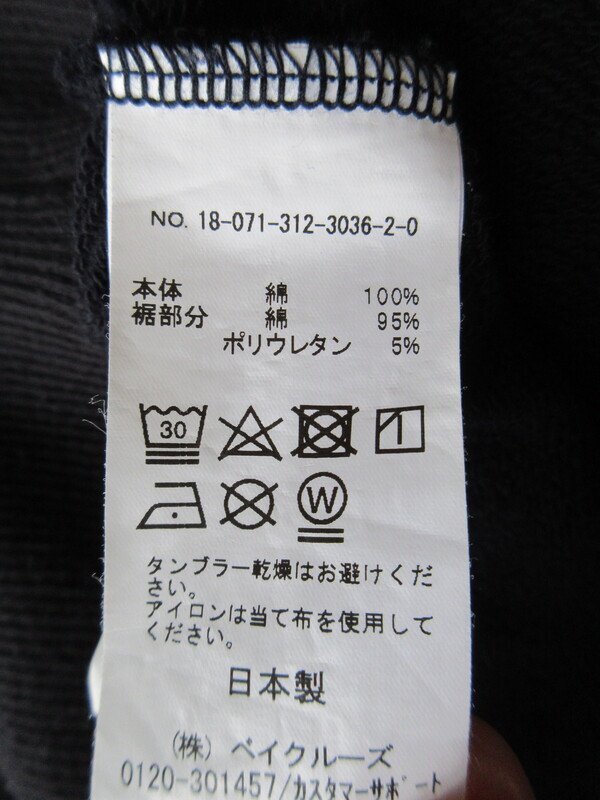 NO. 18-071-312-3036-2-0
本体 綿 100%
裾部分 綿 95%
ポリウレタン 5%
30
W
タンブラー乾燥はお避けくだ
さい。
アイロンは当て布を使用して
ください。
日本製
(株) ベイクルーズ
0120-301457/カスタマーサポート